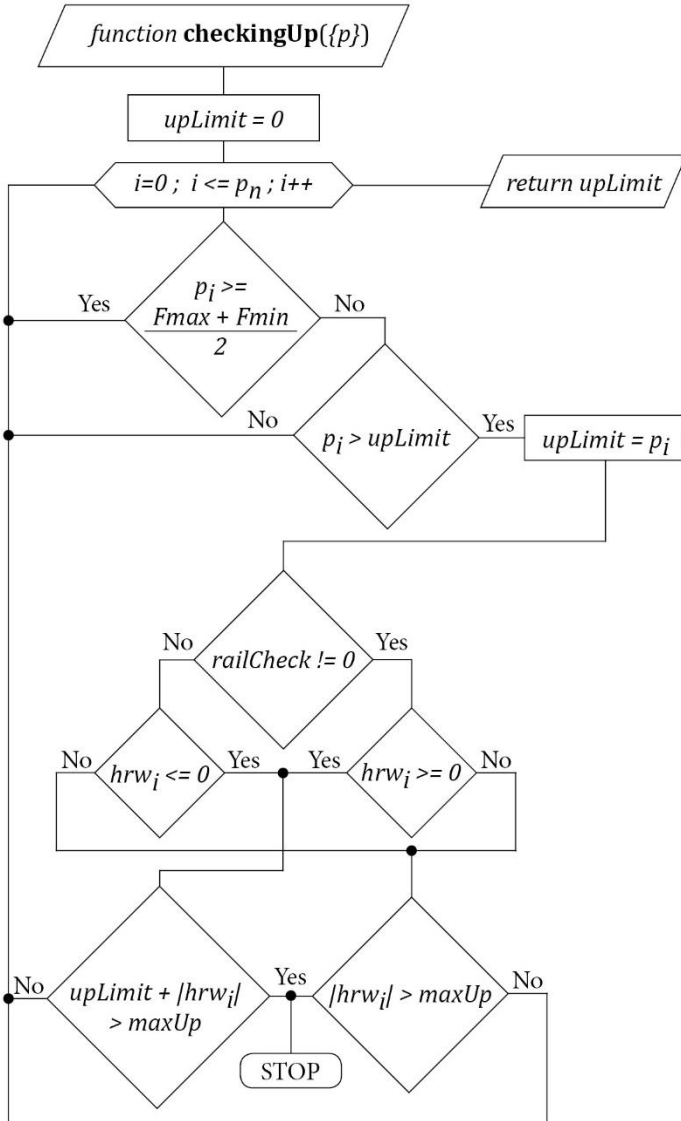 function checkingUp({p})
upLimit = 0
i=0 ; i <= pₙ ; i++
return upLimit
pᵢ >=
Fmax + Fmin
2
Yes
No
pᵢ > upLimit
No
Yes
upLimit = pᵢ
railCheck != 0
No
Yes
hrwᵢ <= 0
No
Yes
hrwᵢ >= 0
Yes
No
upLimit + |hrwᵢ|
> maxUp
No
Yes
|hrwᵢ| > maxUp
No
STOP